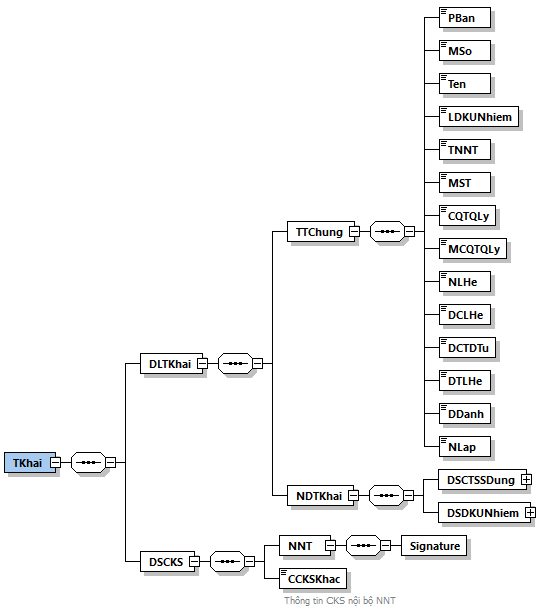 PBan
MSo
Ten
LDKUNhiem
TNNT
MST
CQTQLy
TTChung
MCQTQLy
NLHe
DCLHe
DCTDTu
DLTKhai
DTLHe
DDanh
NLap
TKhai
DSCTSSDung
NDTKhai
DSDKUNhiem
NNT
Signature
DSCKS
CCKSKhac
Thông tin CKS nội bộ NNT